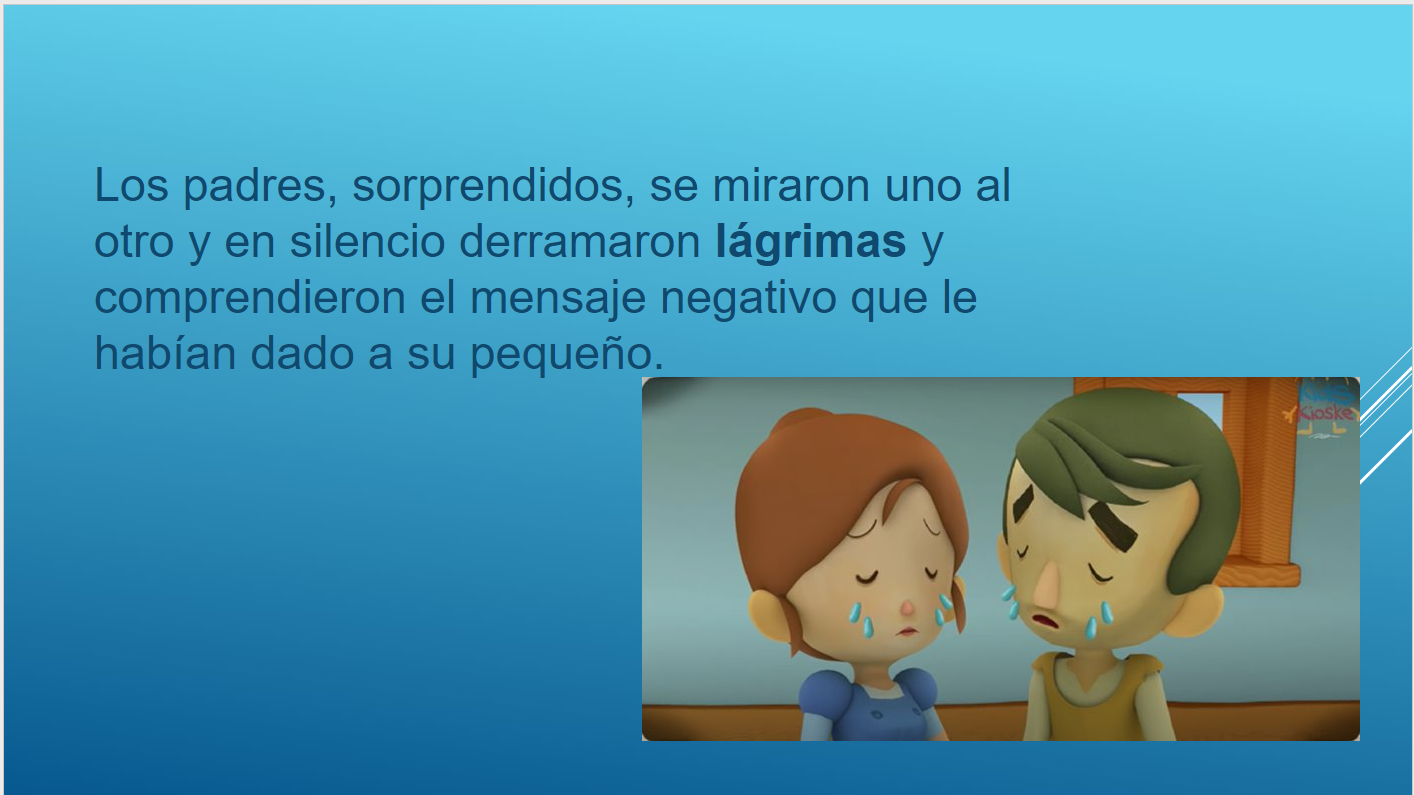 Los padres, sorprendidos, se miraron uno al
otro y en silencio derramaron lágrimas y
comprendieron el mensaje negativo que le
habían dado a su pequeño.
Kioske